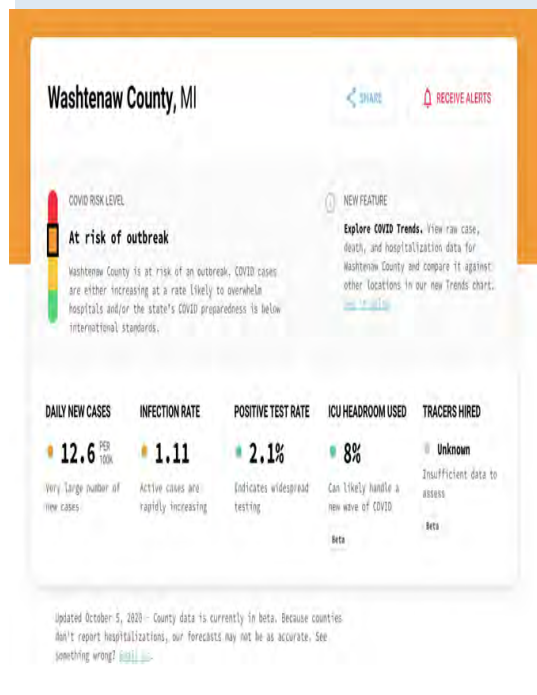 Washtenaw County, MI
SHARE
RECEIVE ALERTS
COVID RISK LEVEL
At risk of outbreak
Washtenaw County is at risk of an outbreak. COVID cases
are either increasing at a rate likely to overwhelm
hospitals and/or the state's COVID preparedness is below
international standards.
NEW FEATURE
Explore COVID Trends. View raw case,
death, and hospitalization data for
Washtenaw County and compare it against
other locations in our new Trends chart.
DAILY NEW CASES
12.6 PER
100K
Very large number of
new cases
INFECTION RATE
1.11
Active cases are
rapidly increasing
POSITIVE TEST RATE
2.1%
Indicates widespread
testing
ICU HEADROOM USED
8%
Can likely handle a
new wave of COVID
Beta
TRACERS HIRED
Unknown
Insufficient data to
assess
Beta
Updated October 5, 2020 · County data is currently in beta. Because counties
don't report hospitalizations, our forecasts may not be as accurate. See
something wrong? Email us.